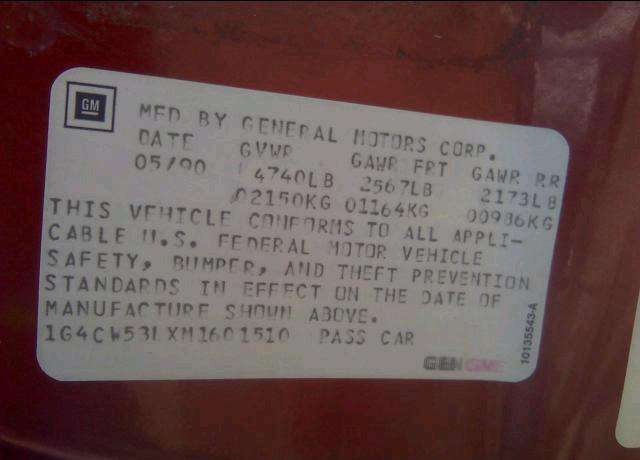 GM
MFD BY GENERAL MOTORS CORP.
DATE GVWR GAWR FRT GAWR RR
05/90 4740LB 2567LB 2173LB
02150KG 01164KG 00986KG
THIS VEHICLE CONFORMS TO ALL APPLI-
CABLE U.S. FEDERAL MOTOR VEHICLE
SAFETY, BUMPER, AND THEFT PREVENTION
STANDARDS IN EFFECT ON THE DATE OF
MANUFACTURE SHOWN ABOVE.
1G4CW53LXM1601510 PASS CAR
10135543-A